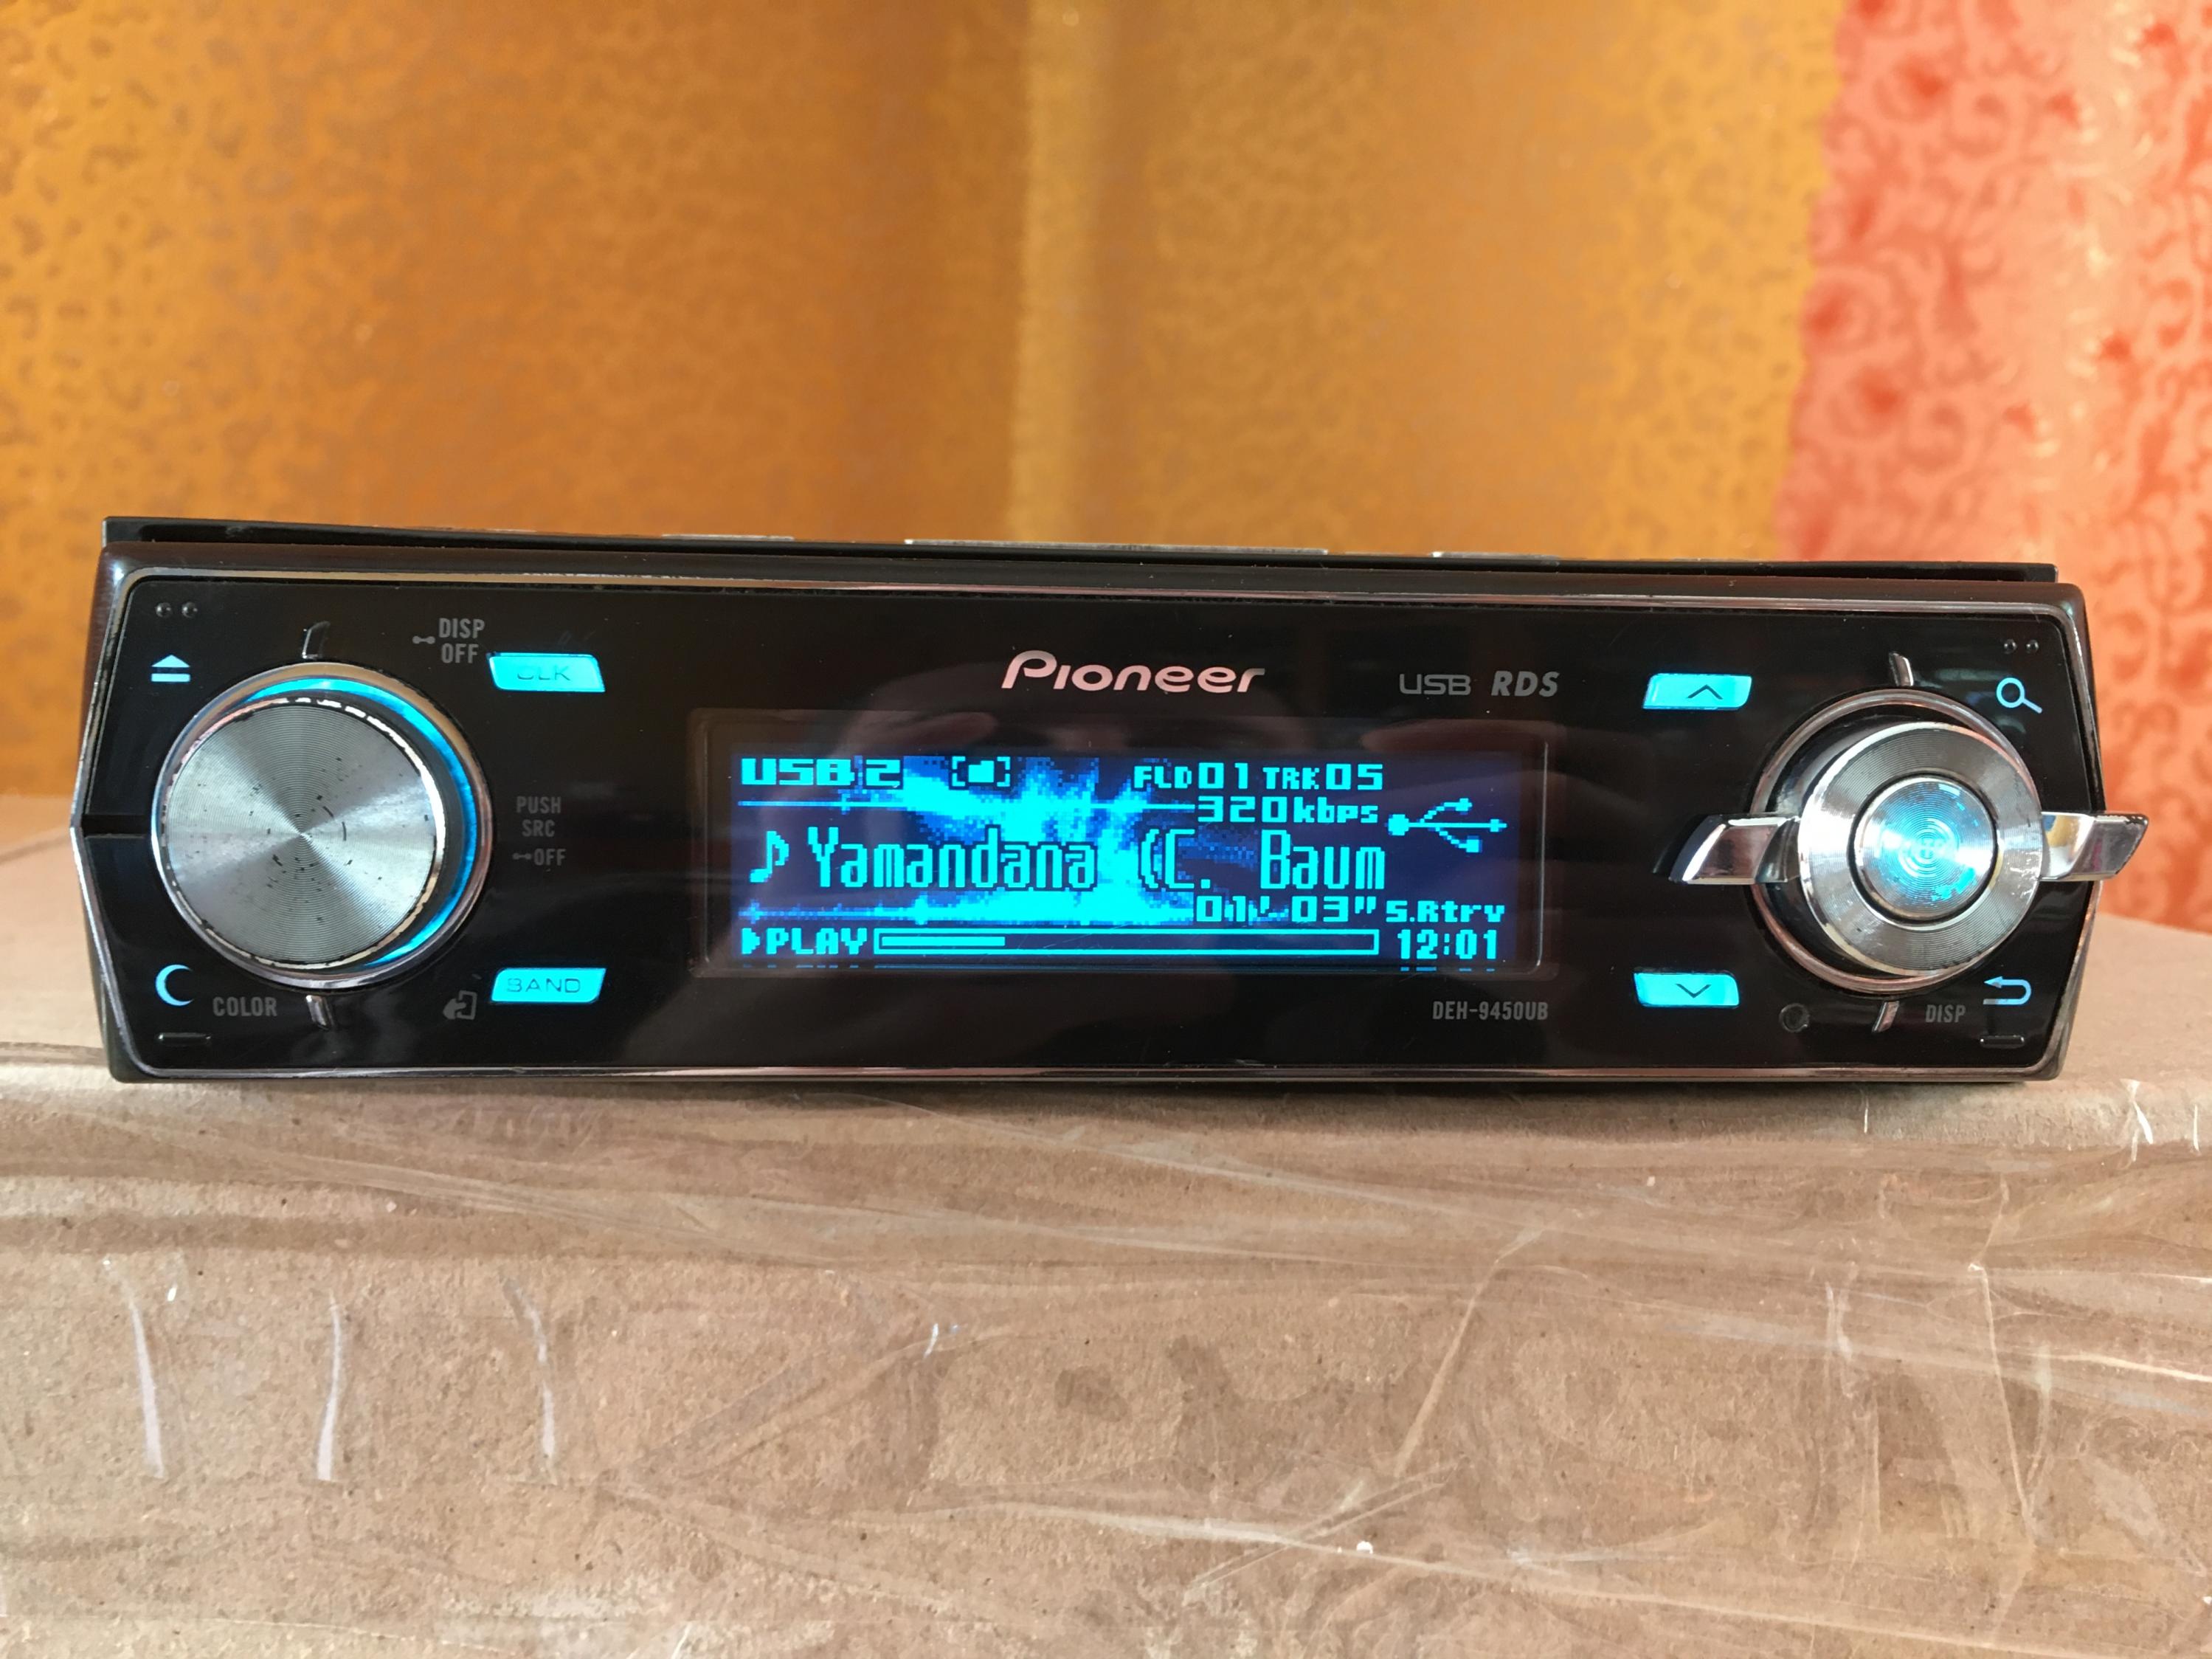 DISP
OFF
CLK
Pioneer
USB RDS
USB 2 FLD 01 TRK 05
320kbps
Yamandana (C. Baum
01' 03" S.Rtrv
PLAY 12:01
PUSH
SRC
OFF
COLOR
BAND
DEH-9450UB
DISP